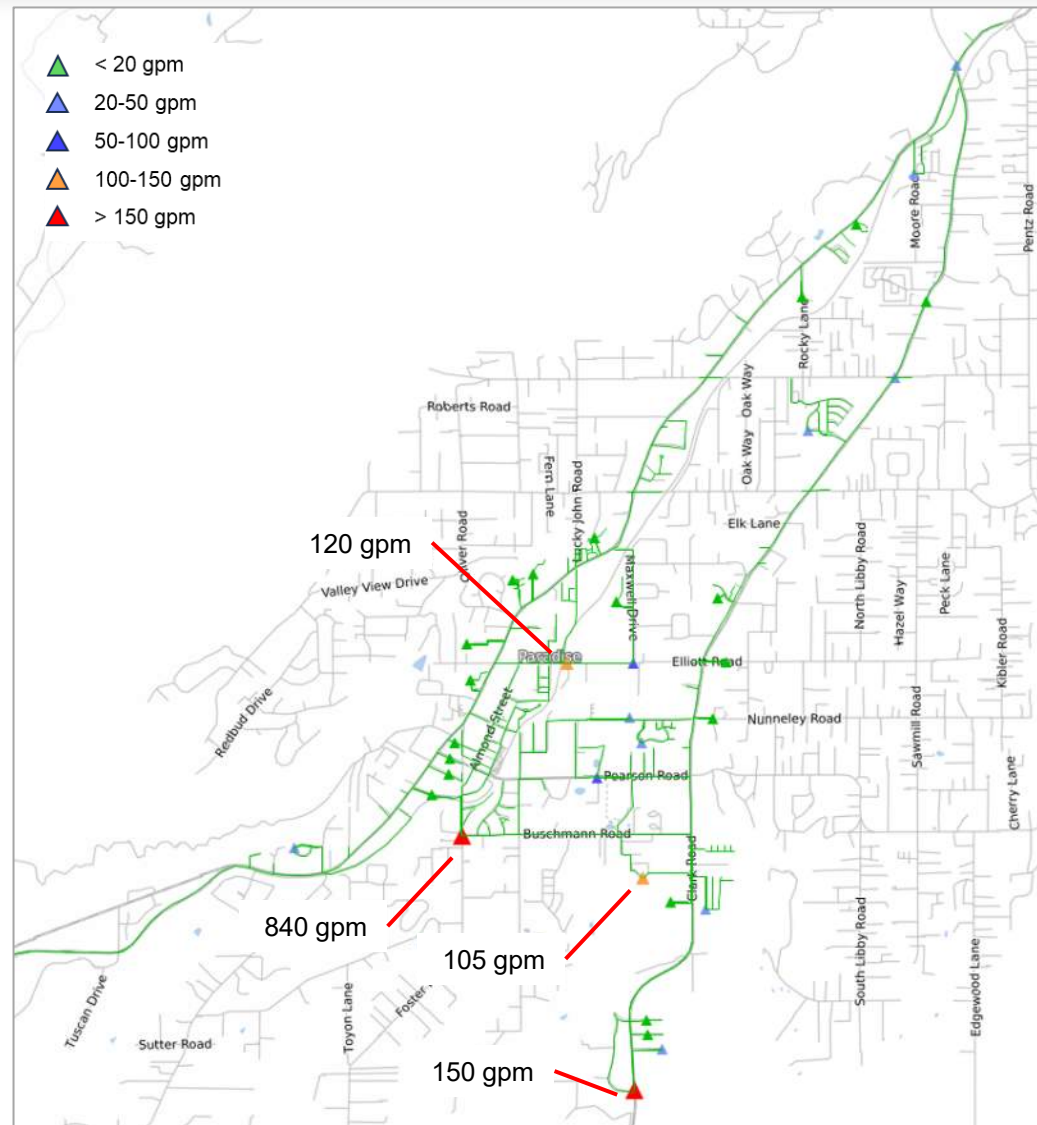 < 20 gpm
20-50 gpm
50-100 gpm
100-150 gpm
> 150 gpm
Moore Road
Pentz Road
Rocky Lane
Oak Way
Roberts Road
Oak Way
Fern Lane
Lucky John Road
Elk Lane
120 gpm
Oliver Road
North Libby Road
Valley View Drive
Maxwell Drive
Peck Lane
Hazel Way
Paradise
Elliott Road
Kibler Road
Redbud Drive
Almond Street
Nunneley Road
Sawmill Road
Pearson Road
Cherry Lane
Buschmann Road
Clark Road
840 gpm
105 gpm
South Libby Road
Edgewood Lane
Tuscan Drive
Toyon Lane
Foster
Sutter Road
150 gpm